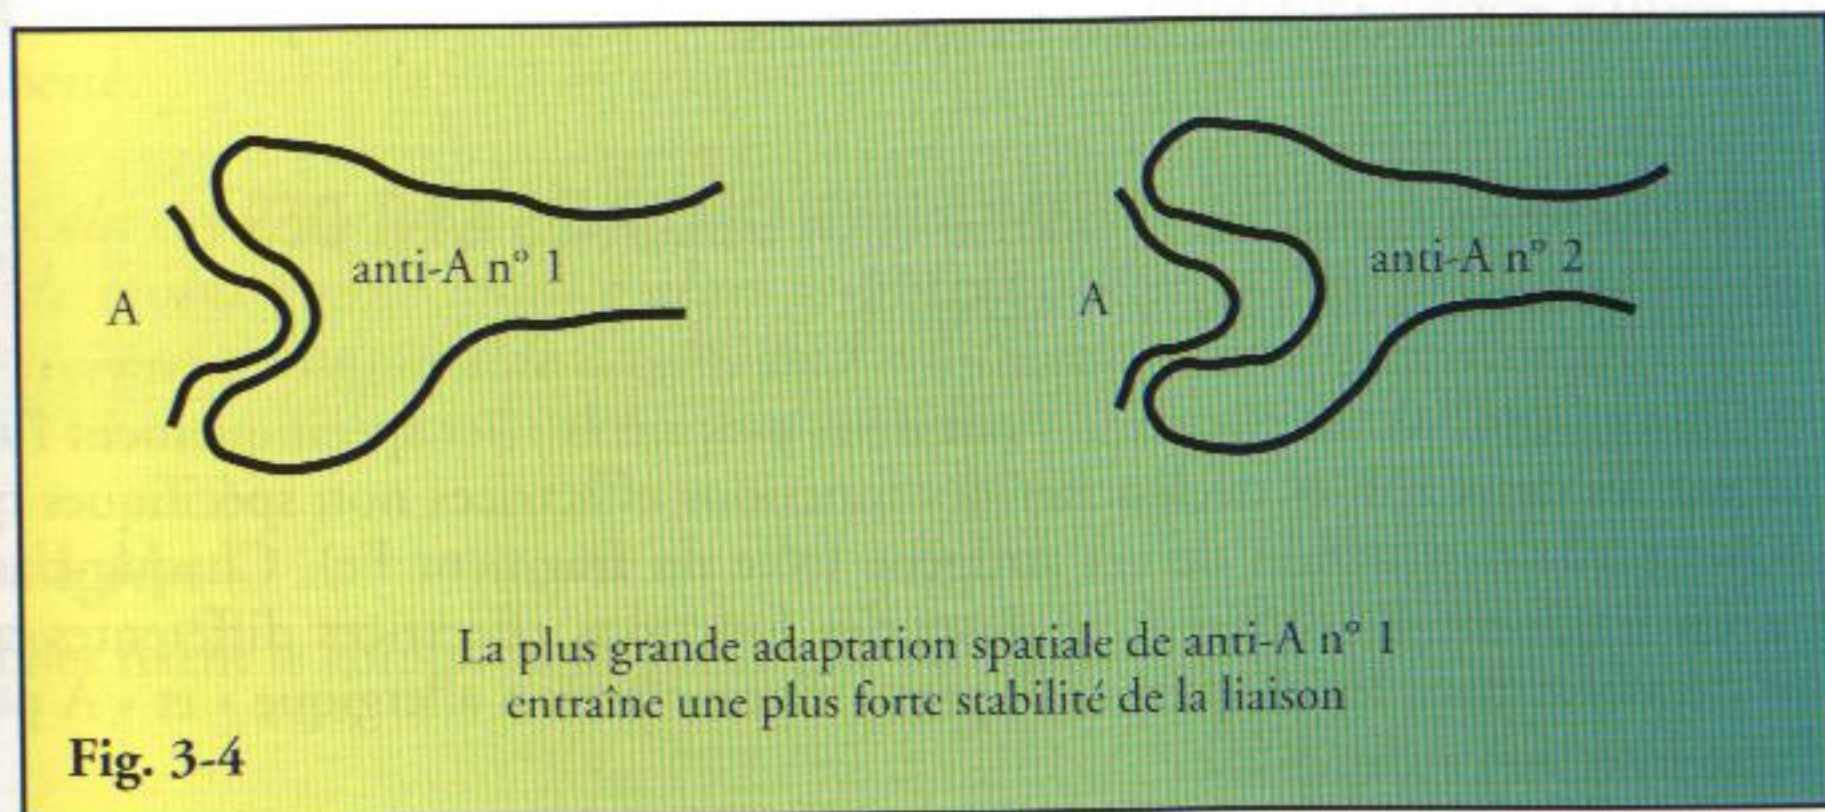 anti-A n° 1
A
anti-A n° 2
A
La plus grande adaptation spatiale de anti-A n° 1
entraîne une plus forte stabilité de la liaison
Fig. 3-4